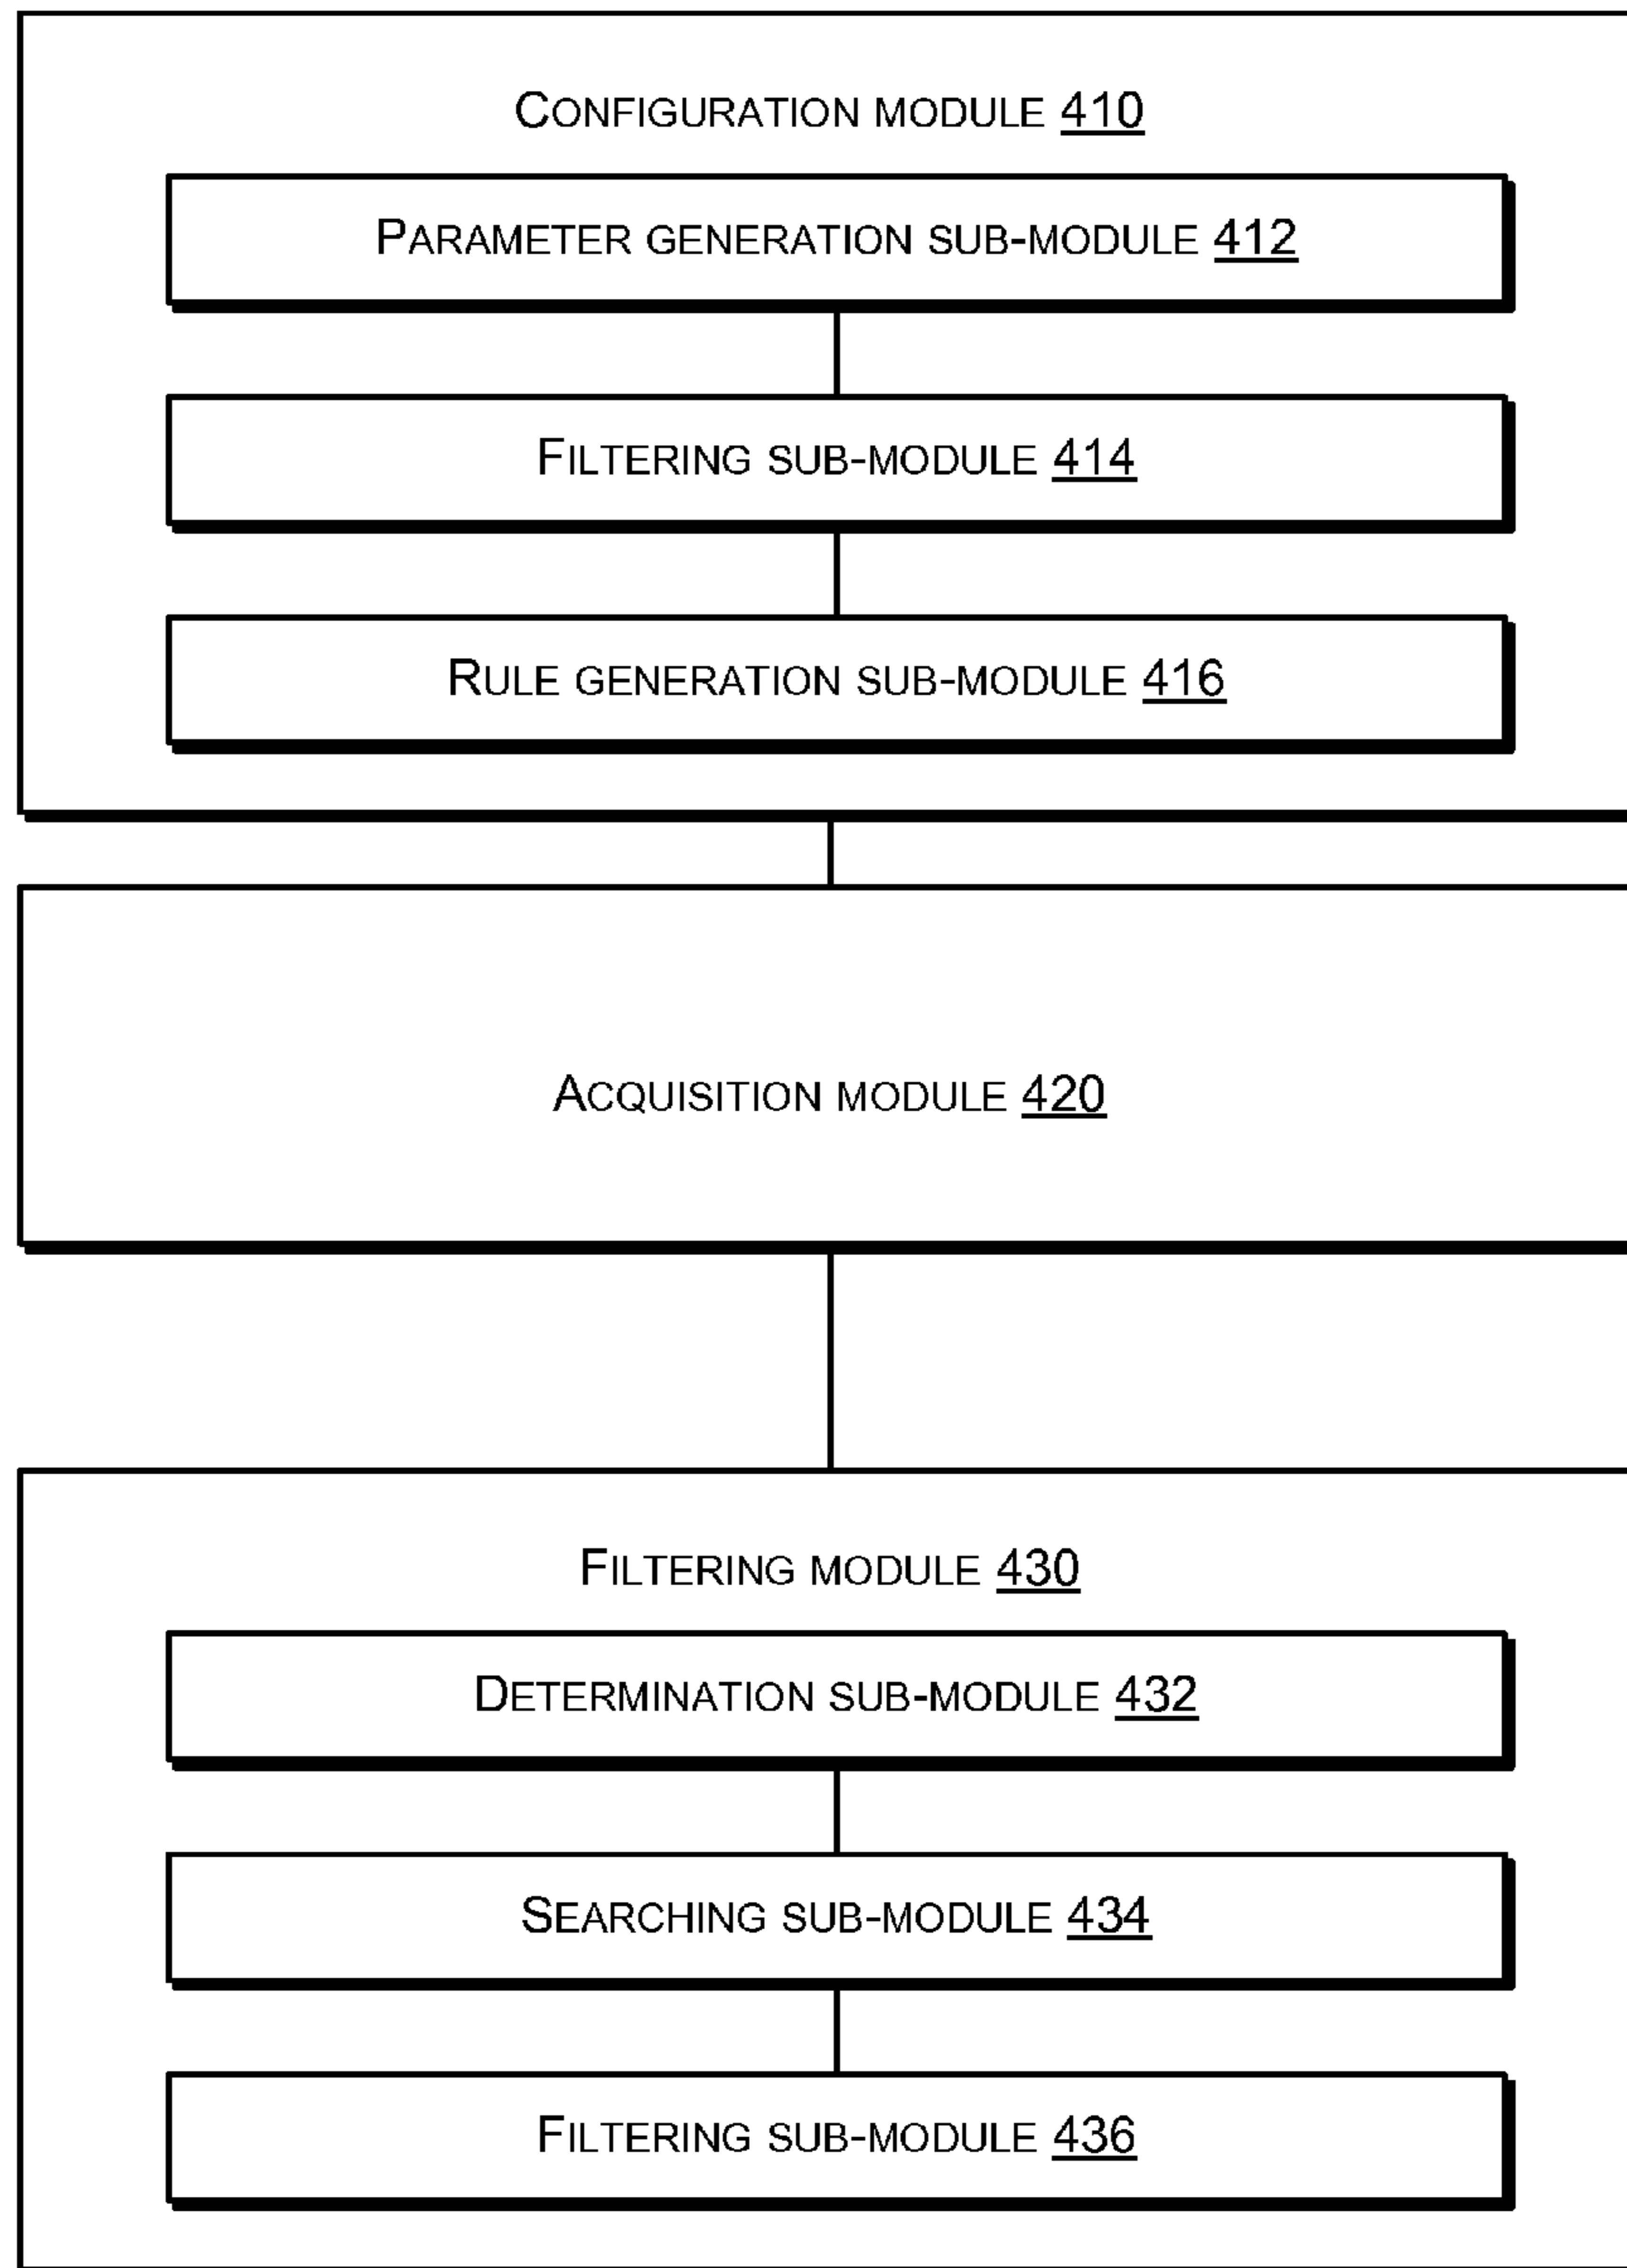 CONFIGURATION MODULE 410
PARAMETER GENERATION SUB-MODULE 412
FILTERING SUB-MODULE 414
RULE GENERATION SUB-MODULE 416
ACQUISITION MODULE 420
FILTERING MODULE 430
DETERMINATION SUB-MODULE 432
SEARCHING SUB-MODULE 434
FILTERING SUB-MODULE 436